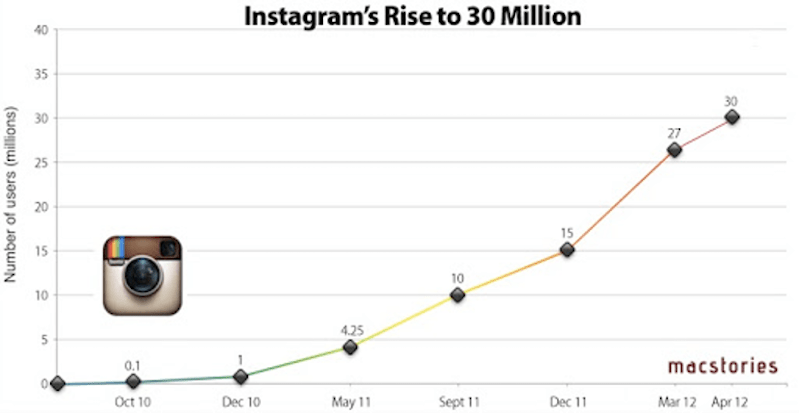 Instagram's Rise to 30 Million
Number of users (millions)
40
35
30
25
20
15
10
5
0
0.1
1
4.25
10
15
27
30
macstories
Oct 10
Dec 10
May 11
Sept 11
Dec 11
Mar 12
Apr 12